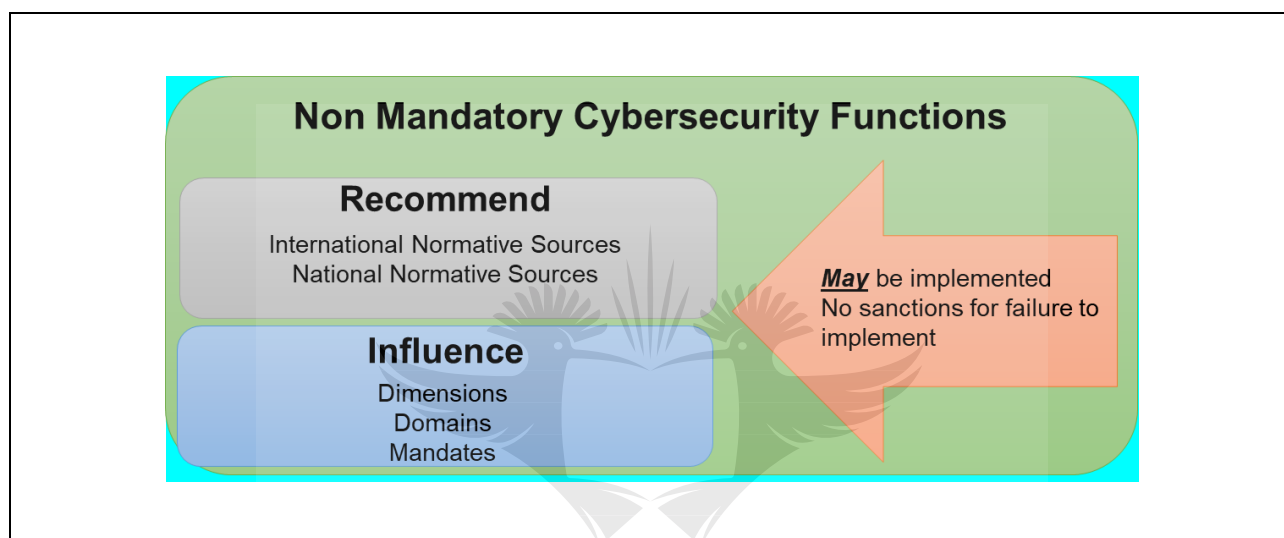 Non Mandatory Cybersecurity Functions
Recommend
International Normative Sources
National Normative Sources
Influence
Dimensions
Domains
Mandates
May be implemented
No sanctions for failure to
implement